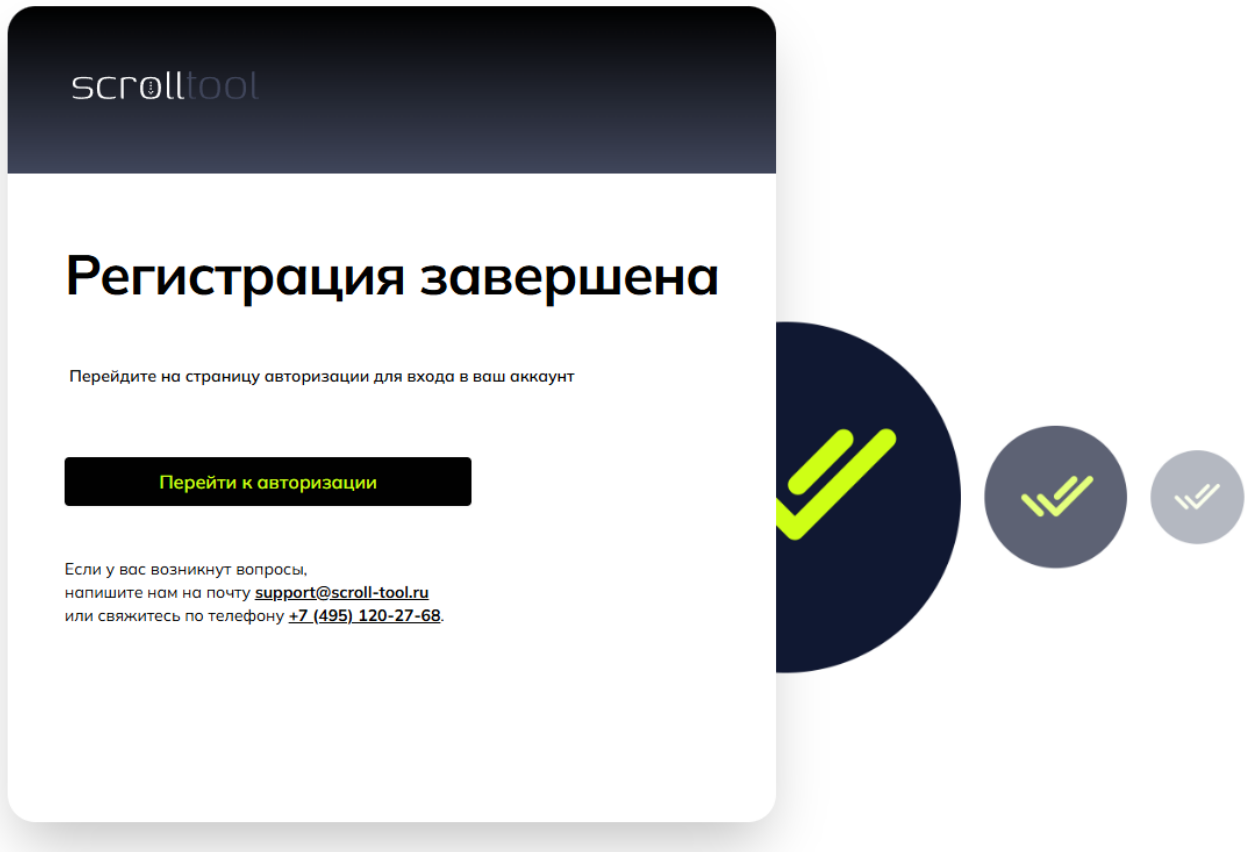 scrolltool
Регистрация завершена
Перейдите на страницу авторизации для входа в ваш аккаунт
Перейти к авторизации
Если у вас возникнут вопросы,
напишите нам на почту support@scroll-tool.ru
или свяжитесь по телефону +7 (495) 120-27-68.